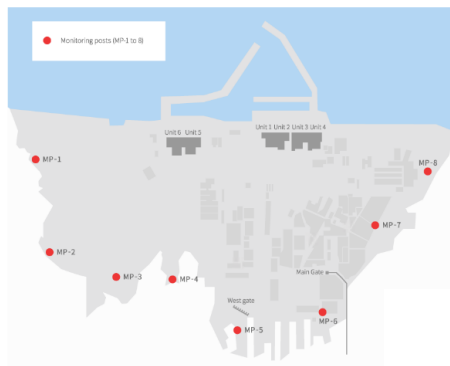 Monitoring posts (MP-1 to 8)
Unit 6 Unit 5
Unit 1 Unit 2 Unit 3 Unit 4
MP-1
MP-8
MP-7
MP-2
MP-3
MP-4
Main Gate
West gate
MP-6
MP-5